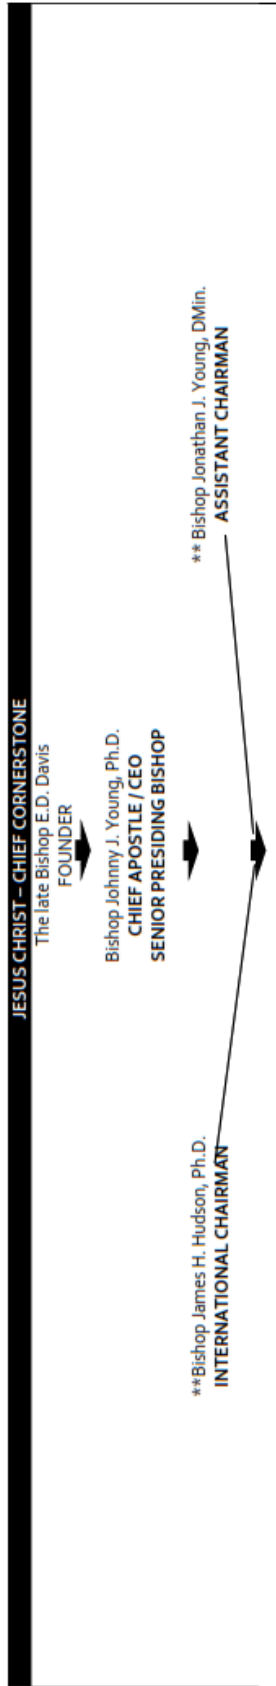 JESUS CHRIST – CHIEF CORNERSTONE
The late Bishop E.D. Davis
FOUNDER
Bishop Johnny J. Young, Ph.D.
CHIEF APOSTLE / CEO
SENIOR PRESIDING BISHOP
**Bishop James H. Hudson, Ph.D.
INTERNATIONAL CHAIRMAN
** Bishop Jonathan J. Young, DMin.
ASSISTANT CHAIRMAN